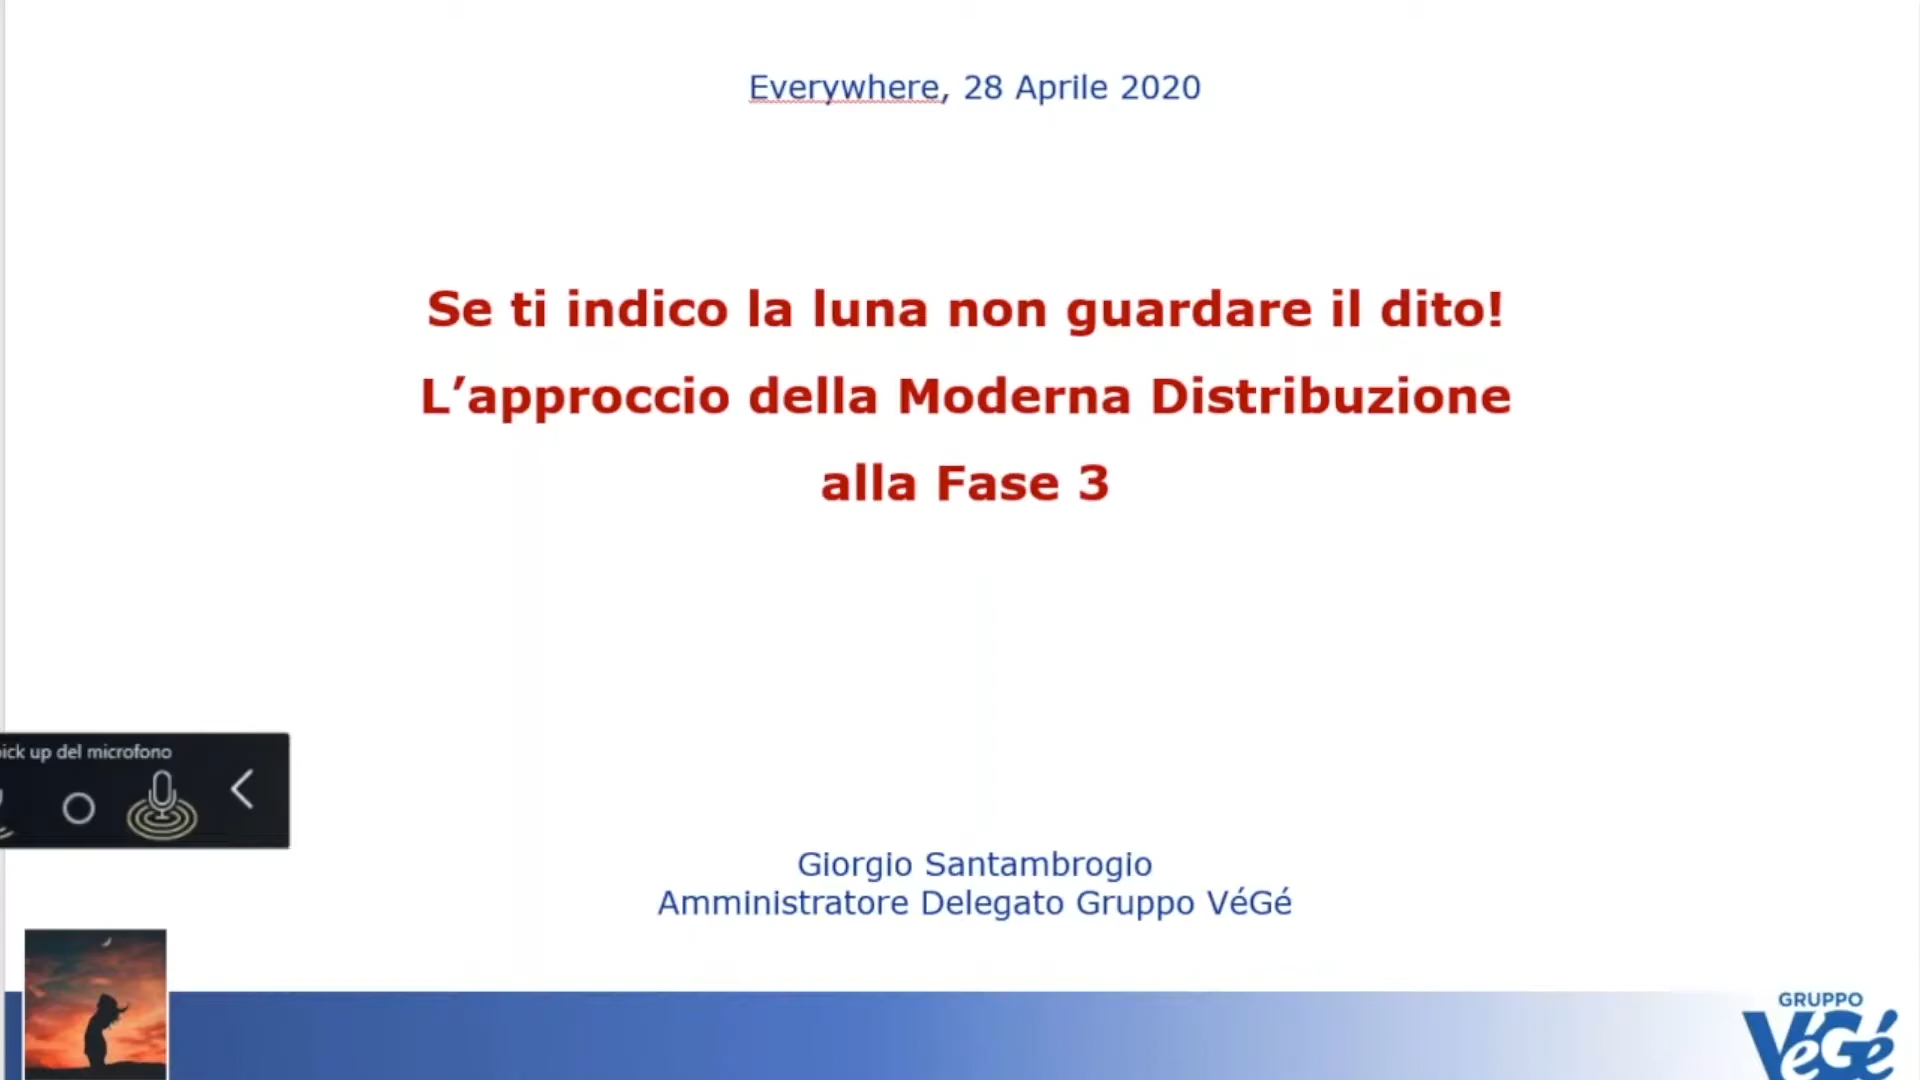 Everywhere, 28 Aprile 2020
Se ti indico la luna non guardare il dito!
L’approccio della Moderna Distribuzione
alla Fase 3
up del microfono
Giorgio Santambrogio
Amministratore Delegato Gruppo VéGé
GRUPPO
VéGé